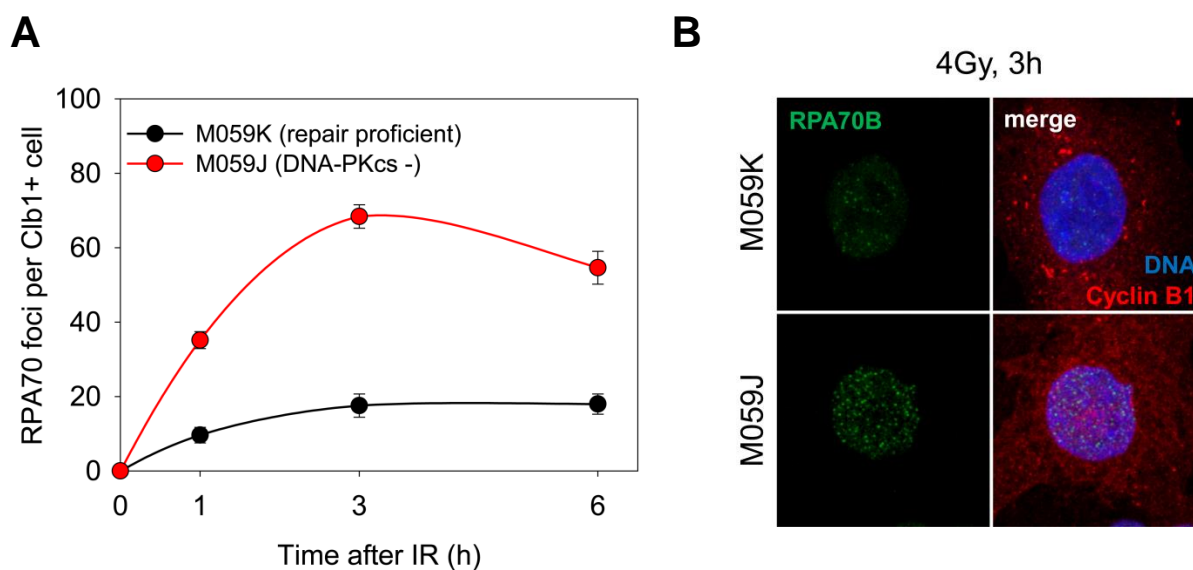 A
RPA70 foci per Clb1+ cell
100
80
60
40
20
0
M059K (repair proficient)
M059J (DNA-PKcs -)
0 1 3 6
Time after IR (h)
B
4Gy, 3h
RPA70B
merge
M059K
DNA
Cyclin B1
M059J